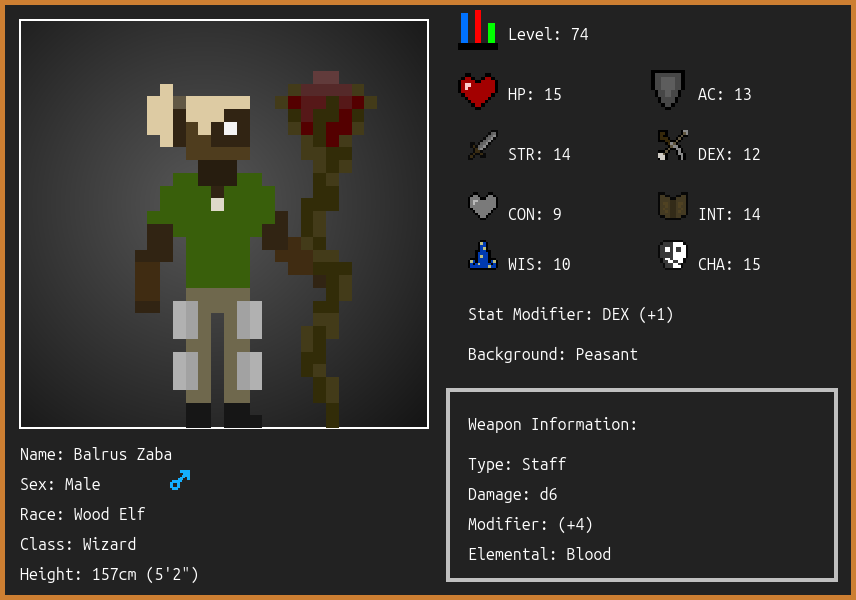 Level: 74
HP: 15
AC: 13
STR: 14
DEX: 12
CON: 9
INT: 14
WIS: 10
CHA: 15
Stat Modifier: DEX (+1)
Background: Peasant
Weapon Information:
Type: Staff
Damage: d6
Modifier: (+4)
Elemental: Blood
Name: Balrus Zaba
Sex: Male
Race: Wood Elf
Class: Wizard
Height: 157cm (5'2")